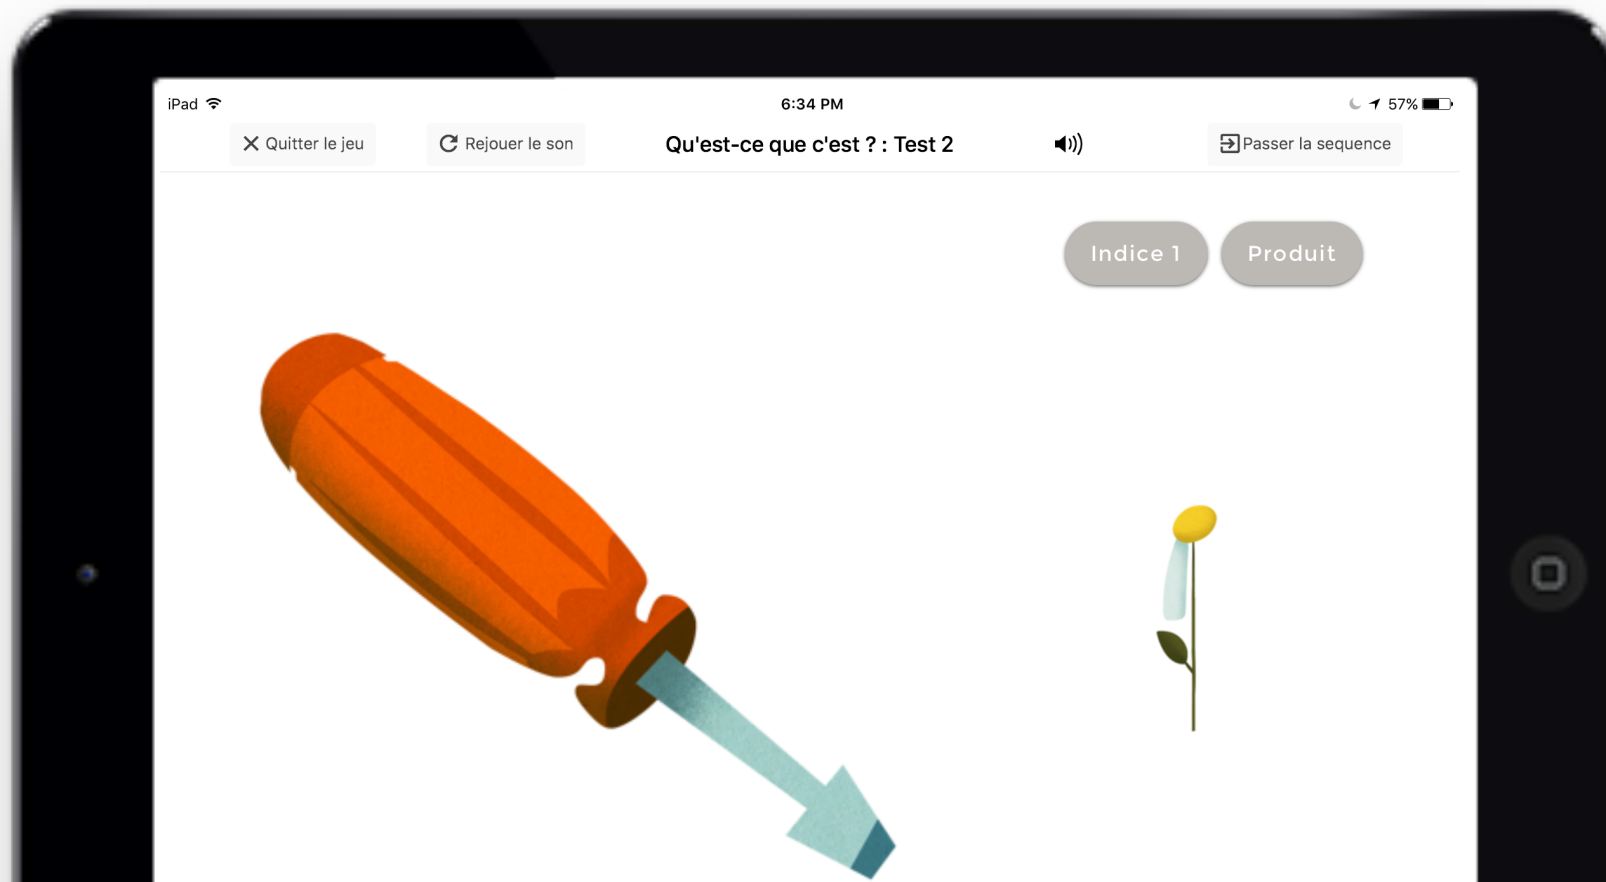 iPad
6:34 PM
57%
Quitter le jeu
Rejouer le son
Qu'est-ce que c'est ? : Test 2
Passer la sequence
Indice 1
Produit